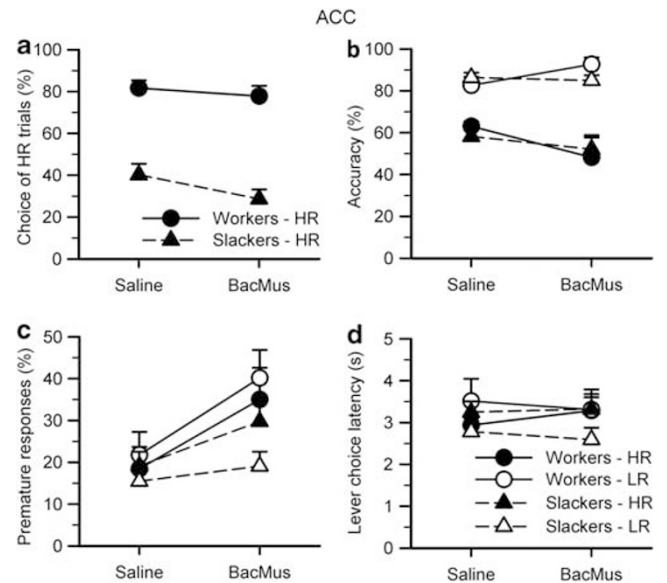 ACC
a
Choice of HR trials (%)
100
80
60
40
20
0
Workers - HR
Slackers - HR
Saline
BacMus
b
Accuracy (%)
100
80
60
40
20
0
Saline
BacMus
c
Premature responses (%)
50
40
30
20
10
0
Saline
BacMus
d
Lever choice latency (s)
5
4
3
2
1
0
Workers - HR
Workers - LR
Slackers - HR
Slackers - LR
Saline
BacMus